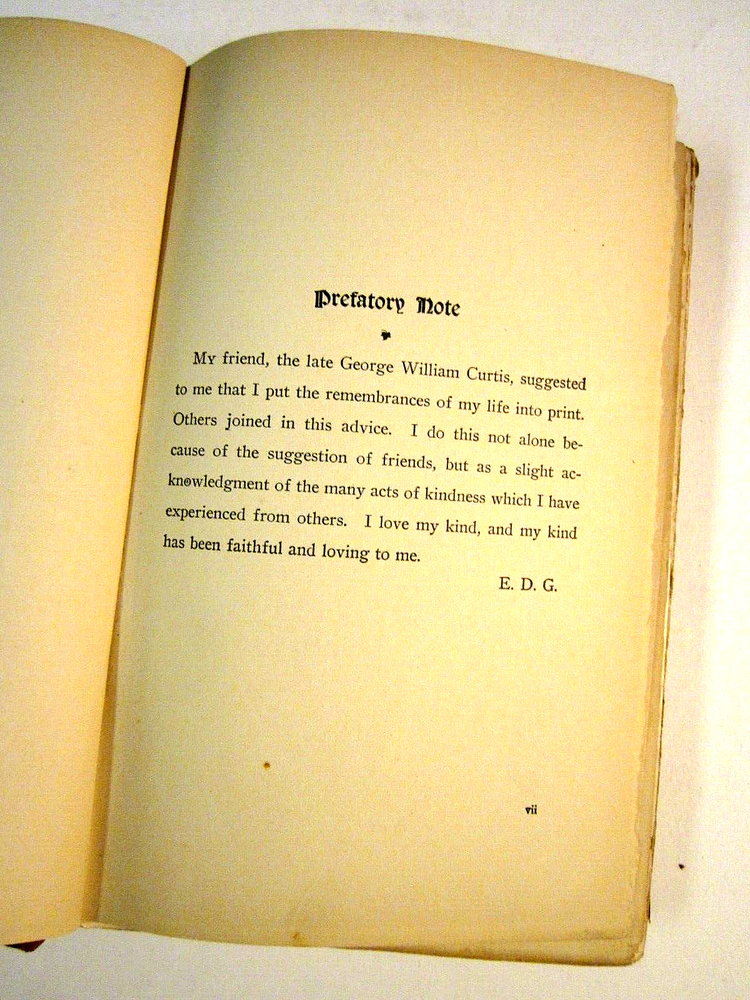 Prefatory Note
My friend, the late George William Curtis, suggested
to me that I put the remembrances of my life into print.
Others joined in this advice. I do this not alone be-
cause of the suggestion of friends, but as a slight ac-
knowledgment of the many acts of kindness which I have
experienced from others. I love my kind, and my kind
has been faithful and loving to me.
E. D. G.
vii